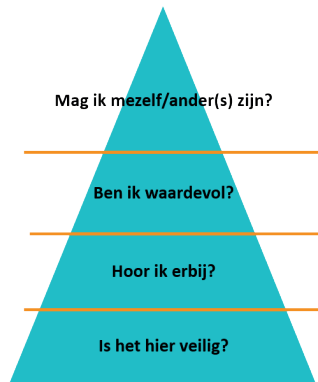 Mag ik mezelf/ander(s) zijn?
Ben ik waardevol?
Hoor ik erbij?
Is het hier veilig?